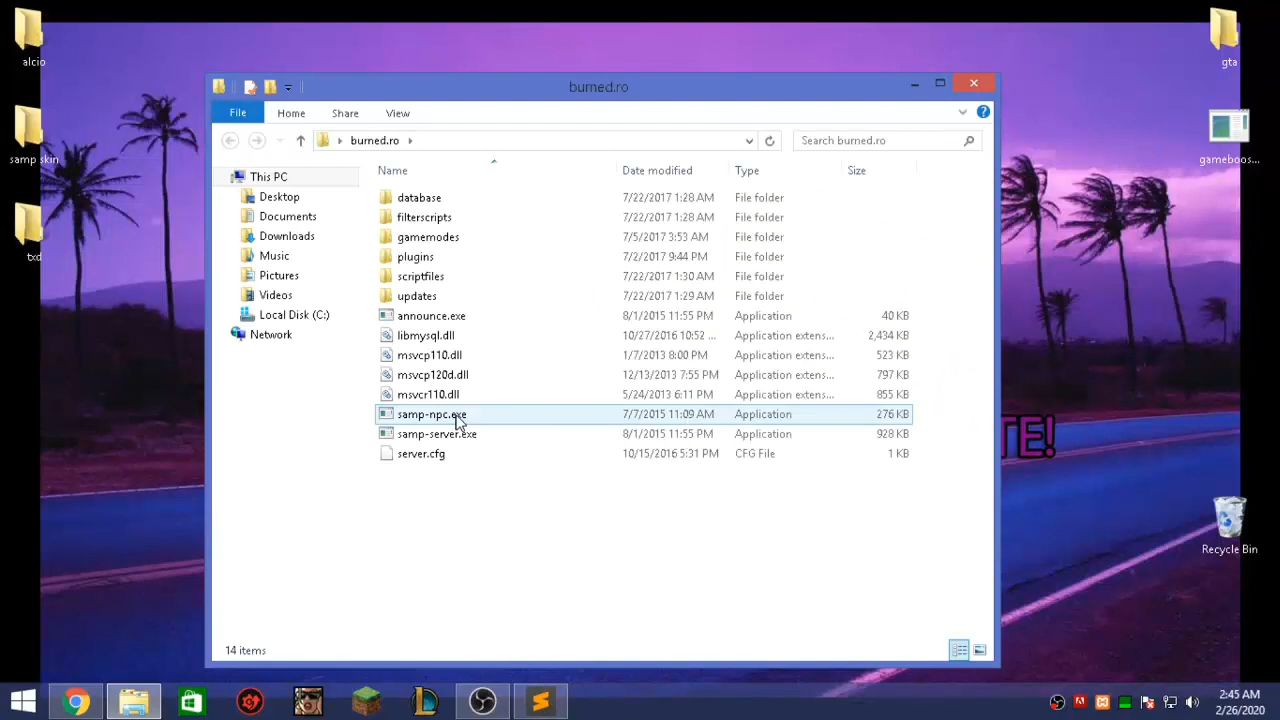 alcio
samp skin
txd
gta
gameboos...
TE!
Recycle Bin
burned.ro
File Home Share View
burned.ro
Search burned.ro
Name Date modified Type Size
This PC
Desktop
Documents
Downloads
Music
Pictures
Videos
Local Disk (C:)
Network
database 7/22/2017 1:28 AM File folder
filterscripts 7/22/2017 1:28 AM File folder
gamemodes 7/5/2017 3:53 AM File folder
plugins 7/2/2017 9:44 PM File folder
scriptfiles 7/22/2017 1:30 AM File folder
updates 7/22/2017 1:29 AM File folder
announce.exe 8/1/2015 11:55 PM Application 40 KB
libmysql.dll 10/27/2016 10:52 ... Application extens... 2,434 KB
msvcp110.dll 1/7/2013 8:00 PM Application extens... 523 KB
msvcp120d.dll 12/13/2013 7:55 PM Application extens... 797 KB
msvcr110.dll 5/24/2013 6:11 PM Application extens... 855 KB
samp-npc.exe 7/7/2015 11:09 AM Application 276 KB
samp-server.exe 8/1/2015 11:55 PM Application 928 KB
server.cfg 10/15/2016 5:31 PM CFG File 1 KB
14 items
2:45 AM
2/26/2020